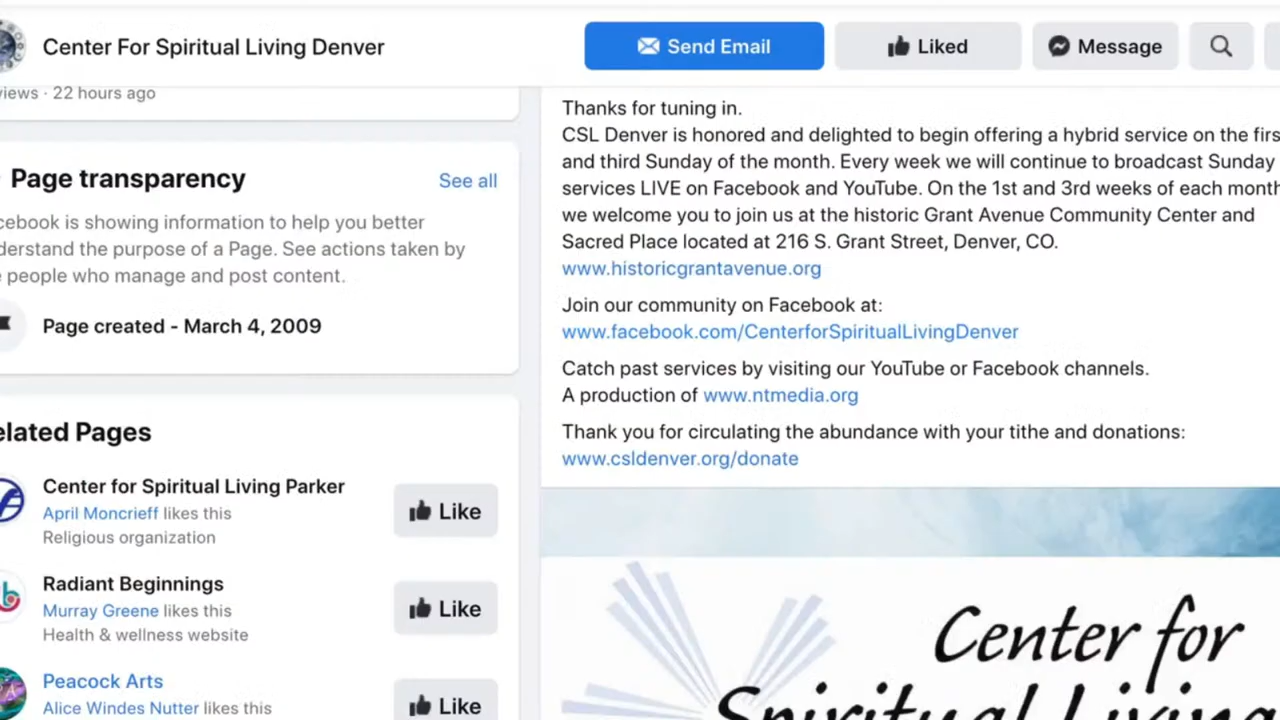 Center For Spiritual Living Denver
Send Email
Liked
Message
22 hours ago
Page transparency
See all
is showing information to help you better
the purpose of a Page. See actions taken by
people who manage and post content.
Page created - March 4, 2009
Pages
Center for Spiritual Living Parker
April Moncrieff likes this
Religious organization
Like
Radiant Beginnings
Murray Greene likes this
Health & wellness website
Like
Peacock Arts
Alice Windes Nutter likes this
Like
Thanks for tuning in.
CSL Denver is honored and delighted to begin offering a hybrid service on the
and third Sunday of the month. Every week we will continue to broadcast Sunday
services LIVE on Facebook and YouTube. On the 1st and 3rd weeks of each month
we welcome you to join us at the historic Grant Avenue Community Center and
Sacred Place located at 216 S. Grant Street, Denver, CO.
www.historicgrantavenue.org
Join our community on Facebook at:
www.facebook.com/CenterforSpiritualLivingDenver
Catch past services by visiting our YouTube or Facebook channels.
A production of www.ntmedia.org
Thank you for circulating the abundance with your tithe and donations:
www.csldenver.org/donate
Center for
Spiritual Living